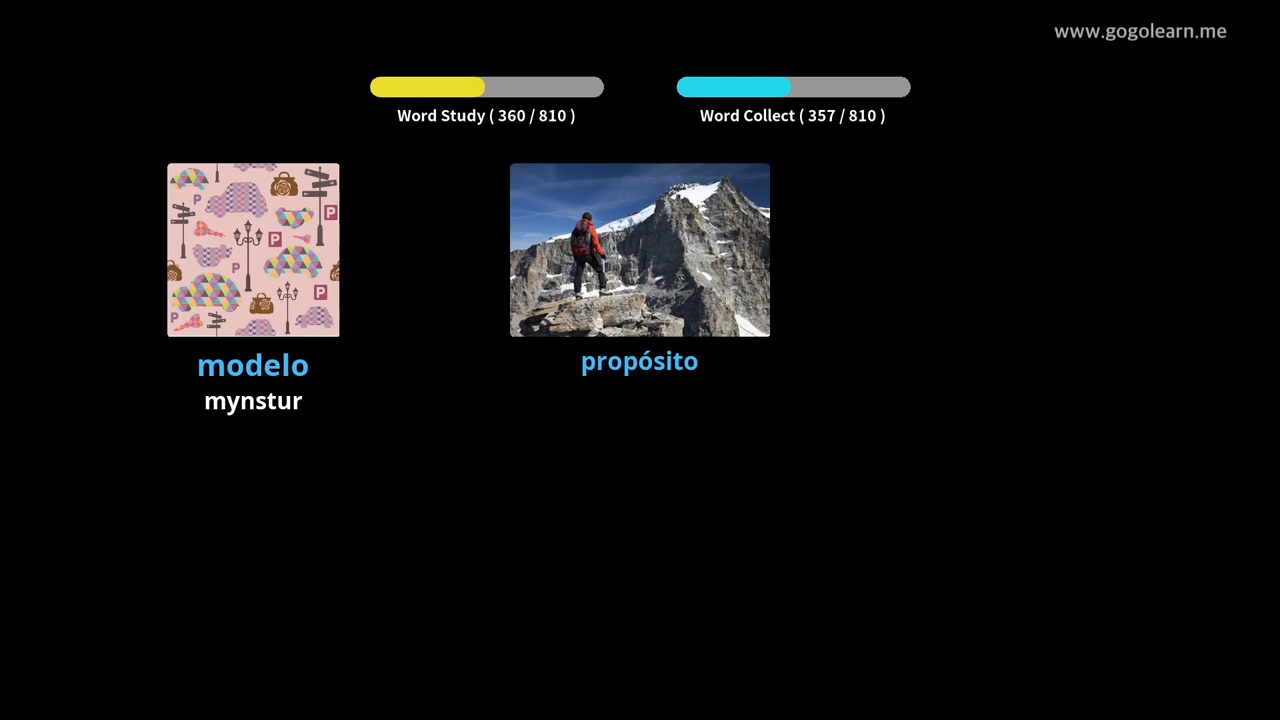 www.gogolearn.me
Word Study ( 360 / 810 )
Word Collect ( 357 / 810 )
P
P
P
P
P
P
modelo
mynstur
propósito